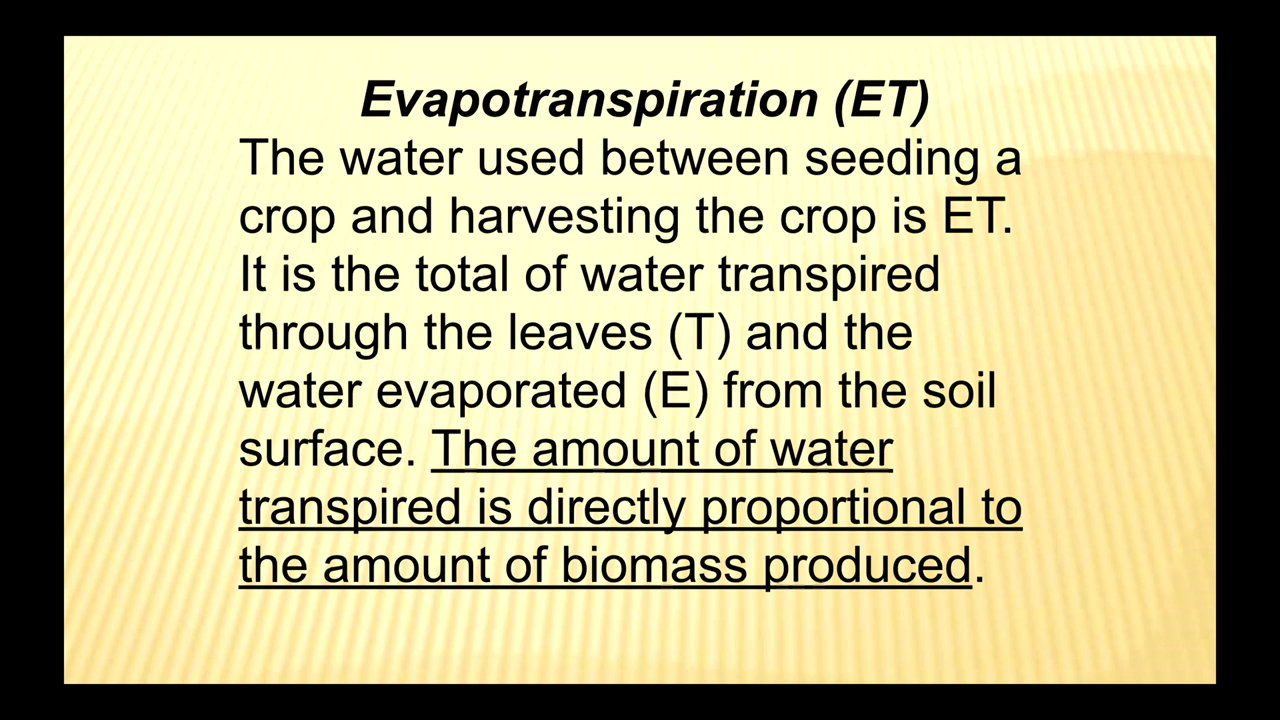 Evapotranspiration (ET)
The water used between seeding a
crop and harvesting the crop is ET.
It is the total of water transpired
through the leaves (T) and the
water evaporated (E) from the soil
surface. The amount of water
transpired is directly proportional to
the amount of biomass produced.